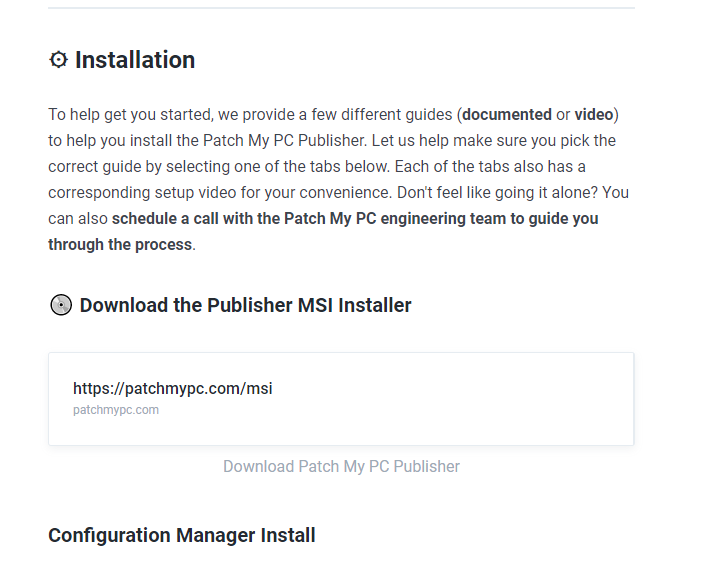 Installation
To help get you started, we provide a few different guides (documented or video)
to help you install the Patch My PC Publisher. Let us help make sure you pick the
correct guide by selecting one of the tabs below. Each of the tabs also has a
corresponding setup video for your convenience. Don't feel like going it alone? You
can also schedule a call with the Patch My PC engineering team to guide you
through the process.
Download the Publisher MSI Installer
https://patchmypc.com/msi
patchmypc.com
Download Patch My PC Publisher
Configuration Manager Install